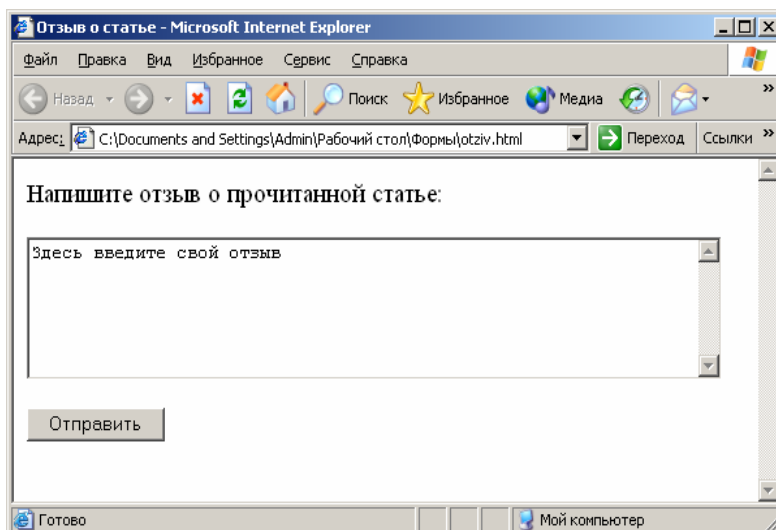 Отзыв о статье - Microsoft Internet Explorer
Файл Правка Вид Избранное Сервис Справка
Назад Поиск Избранное Медиа »
Адрес: C:\Documents and Settings\Admin\Рабочий стол\Формы\otziv.html Переход Ссылки »
Напишите отзыв о прочитанной статье:
Здесь введите свой отзыв
Отправить
Готово Мой компьютер